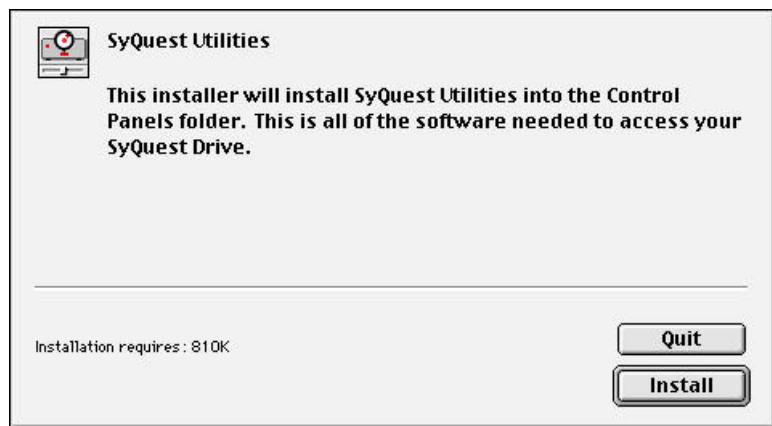 SyQuest Utilities
This installer will install SyQuest Utilities into the Control
Panels folder. This is all of the software needed to access your
SyQuest Drive.
Installation requires: 810K
Quit
Install